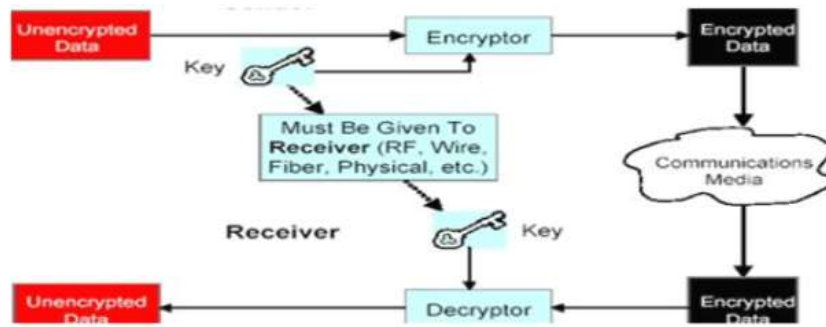 Unencrypted
Data
Encryptor
Encrypted
Data
Key
Must Be Given To
Receiver (RF, Wire,
Fiber, Physical, etc.)
Communications
Media
Receiver
Key
Unencrypted
Data
Decryptor
Encrypted
Data